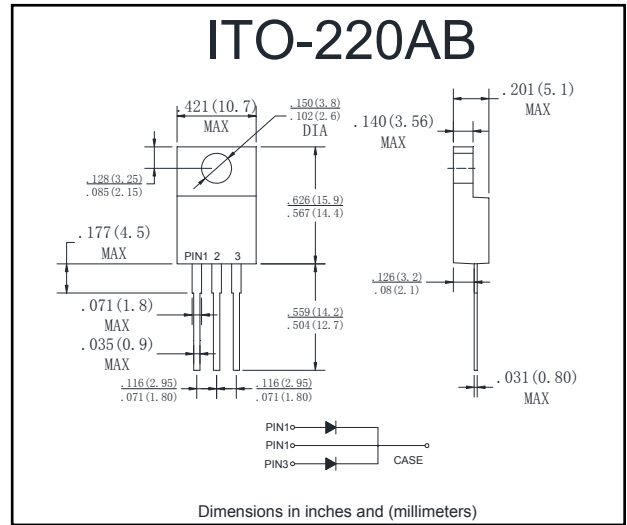 ITO-220AB
.421(10.7)
MAX
.150(3.8)
.102(2.6)
DIA
.201(5.1)
MAX
.140(3.56)
MAX
.128(3.25)
.085(2.15)
.626(15.9)
.567(14.4)
.177(4.5)
MAX
PIN1 2 3
.126(3.2)
.08(2.1)
.071(1.8)
MAX
.559(14.2)
.504(12.7)
.035(0.9)
MAX
.116(2.95)
.071(1.80)
.116(2.95)
.071(1.80)
.031(0.80)
MAX
PIN1
PIN1
PIN3
CASE
Dimensions in inches and (millimeters)